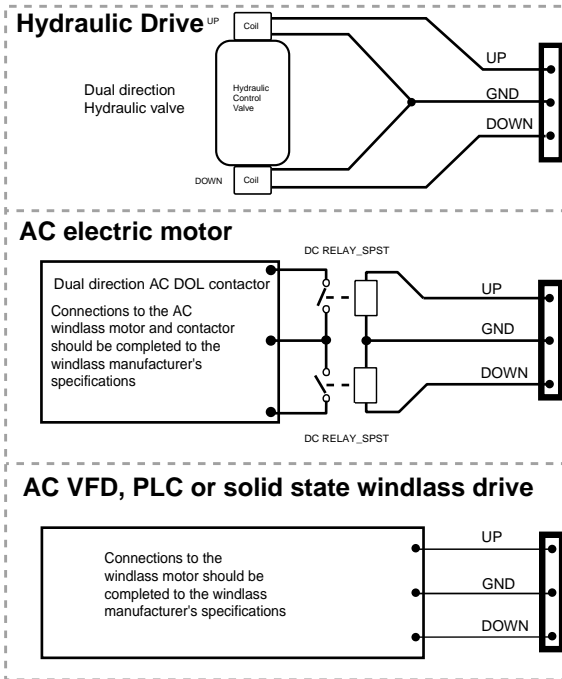 Hydraulic Drive
UP
Coil
UP
Dual direction
Hydraulic valve
Hydraulic
Control
Valve
GND
DOWN
DOWN
Coil
AC electric motor
DC RELAY_SPST
Dual direction AC DOL contactor
Connections to the AC
windlass motor and contactor
should be completed to the
windlass manufacturer's
specifications
UP
GND
DOWN
DC RELAY_SPST
AC VFD, PLC or solid state windlass drive
Connections to the
windlass motor should be
completed to the windlass
manufacturer's specifications
UP
GND
DOWN